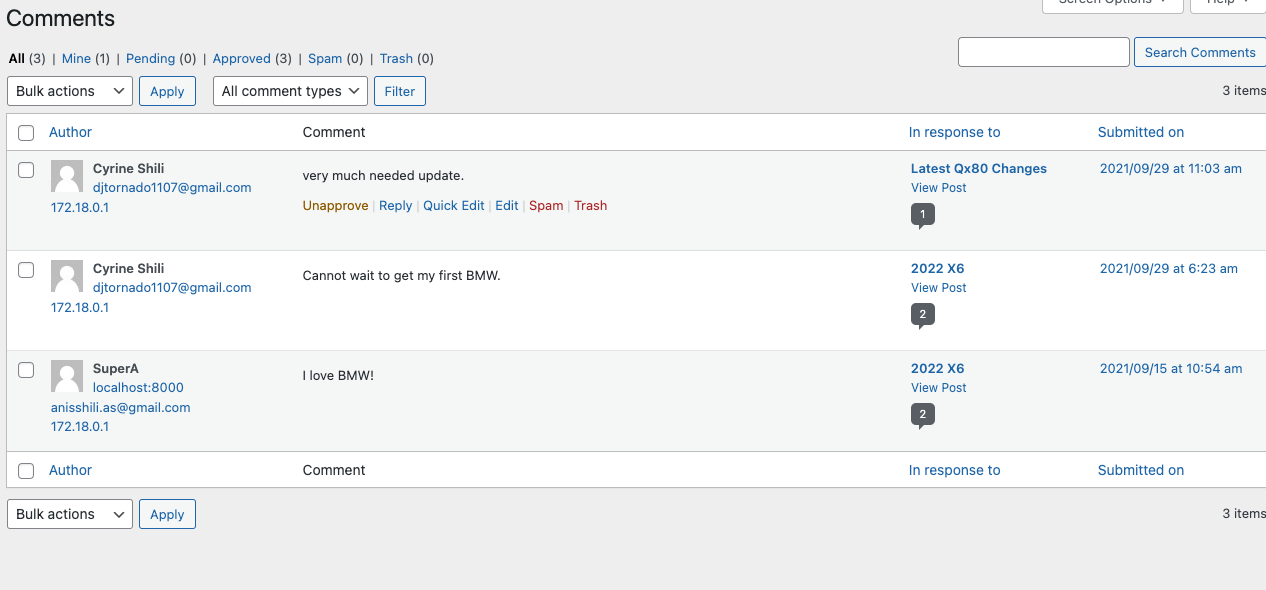 Screen Options
Help
Comments
All (3) | Mine (1) | Pending (0) | Approved (3) | Spam (0) | Trash (0)
Search Comments
Bulk actions Apply All comment types Filter
3 items
Author Comment In response to Submitted on
Cyrine Shili
djtornado1107@gmail.com
172.18.0.1
very much needed update.
Unapprove | Reply | Quick Edit | Edit | Spam | Trash
Latest Qx80 Changes
View Post
1
2021/09/29 at 11:03 am
Cyrine Shili
djtornado1107@gmail.com
172.18.0.1
Cannot wait to get my first BMW.
2022 X6
View Post
2
2021/09/29 at 6:23 am
SuperA
localhost:8000
anisshili.as@gmail.com
172.18.0.1
I love BMW!
2022 X6
View Post
2
2021/09/15 at 10:54 am
Author Comment In response to Submitted on
Bulk actions Apply
3 items